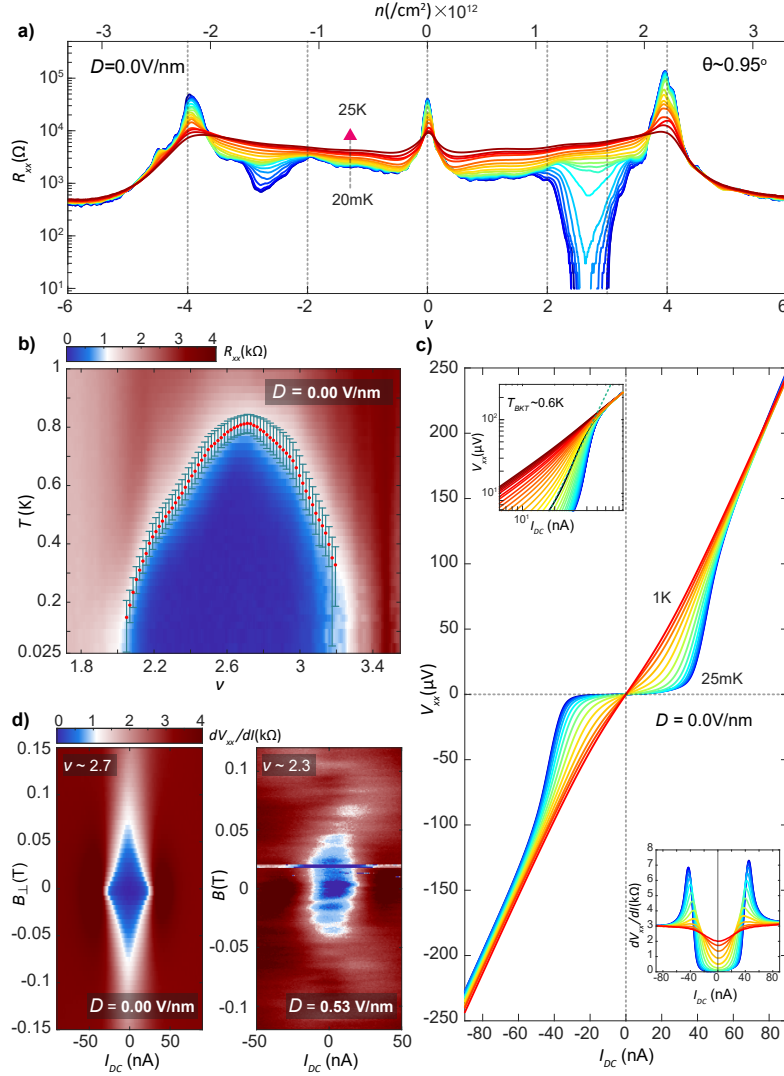 n(/cm²)×10¹²
a)
-3 -2 -1 0 1 2 3
D=0.0V/nm
θ~0.95°
10⁵
10⁴
10³
10²
10¹
Rxx(Ω)
25K
20mK
-6 -4 -2 0 2 4 6
ν
b)
0 1 2 3 4
Rxx(kΩ)
D = 0.00 V/nm
1
0.8
0.6
0.4
0.2
0.025
T (K)
1.8 2.2 2.6 3 3.4
ν
c)
250
200
150
100
50
0
-50
-100
-150
-200
-250
Vxx(μV)
TBKT~0.6K
10²
10¹
Vxx(μV)
10¹
IDC (nA)
1K
25mK
D = 0.0V/nm
8
7
6
5
4
3
2
1
0
dVxx/dI(kΩ)
-80 -40 0 40 80
IDC (nA)
-80 -60 -40 -20 0 20 40 60 80
IDC (nA)
d)
0 1 2 3 4
dVxx/dI(kΩ)
ν ~ 2.7
0.15
0.1
0.05
0
-0.05
-0.1
-0.15
B⊥(T)
D = 0.00 V/nm
-50 0 50
IDC (nA)
ν ~ 2.3
0.1
0.05
0
-0.05
-0.1
B(T)
D = 0.53 V/nm
-50 0 50
IDC (nA)